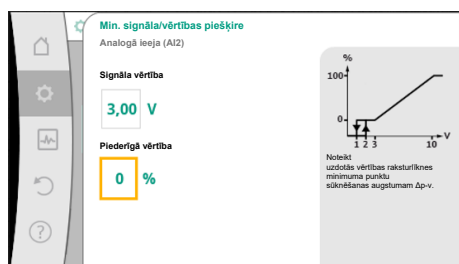 Min. signāla/vērtības piešķire
Analogā ieeja (AI2)
Signāla vērtība
3,00 V
Piederīgā vērtība
0 %
%
100
0
1 2 3 10 V
Noteikt
uzdotās vērtības raksturlīknes
minimuma punktu
sūknēšanas augstumam Δp-v.
?